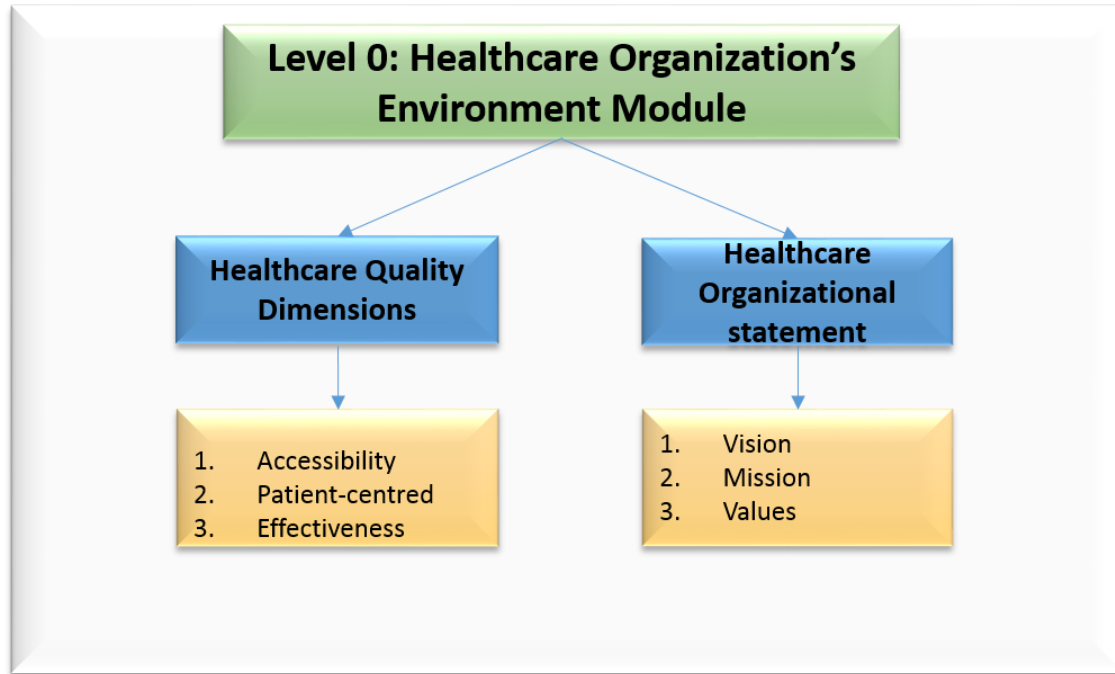 Level 0: Healthcare Organization’s
Environment Module
Healthcare Quality
Dimensions
Healthcare
Organizational
statement
1. Accessibility
2. Patient-centred
3. Effectiveness
1. Vision
2. Mission
3. Values